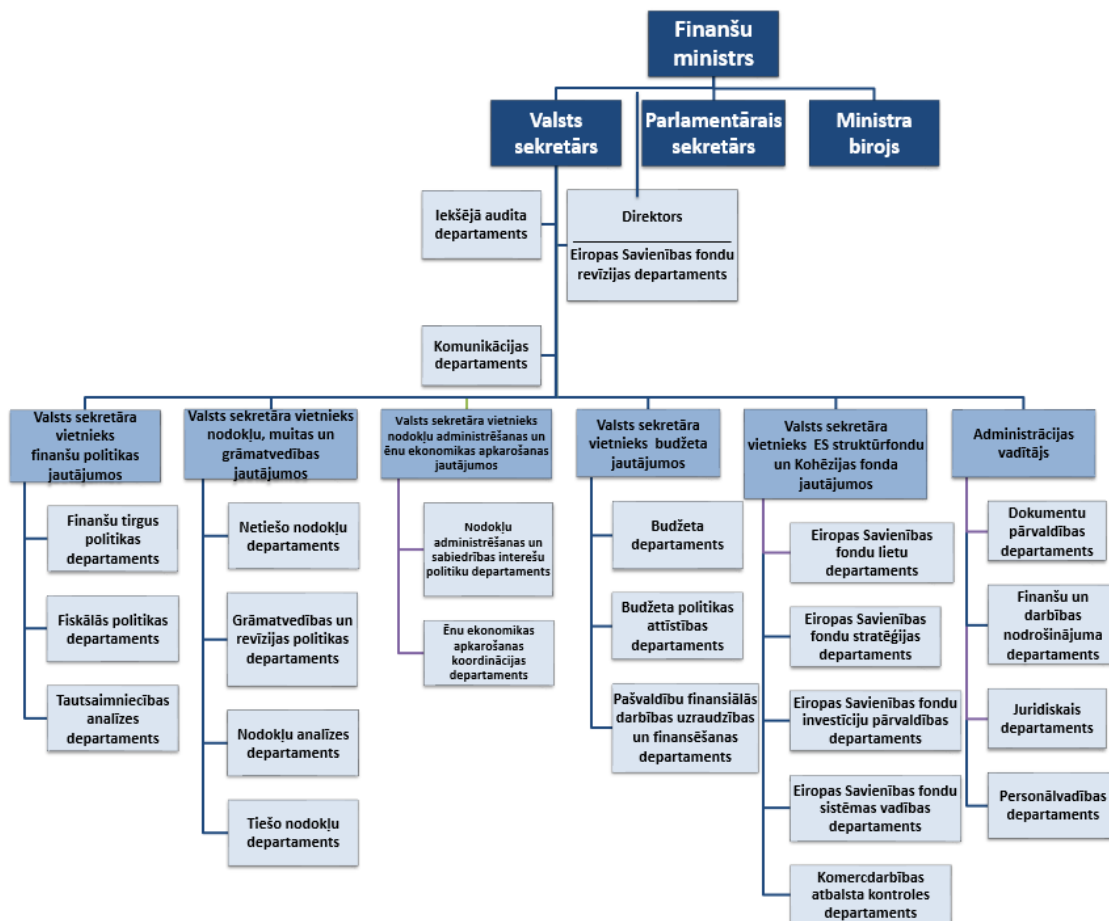 Finanšu
ministrs
Valsts
sekretārs
Parlamentārais
sekretārs
Ministra
birojs
Iekšējā audita
departaments
Direktors
Eiropas Savienības fondu
revīzijas departaments
Komunikācijas
departaments
Valsts sekretāra
vietnieks
finanšu politikas
jautājumos
Finanšu tirgus
politikas
departaments
Fiskālās politikas
departaments
Tautsaimniecības
analīzes
departaments
Valsts sekretāra vietnieks
nodokļu, muitas un
grāmatvedības
jautājumos
Netiešo nodokļu
departaments
Grāmatvedības un
revīzijas politikas
departaments
Nodokļu analīzes
departaments
Tiešo nodokļu
departaments
Valsts sekretāra vietnieks
nodokļu administrēšanas un
ēnu ekonomikas apkarošanas
jautājumos
Nodokļu
administrēšanas un
sabiedrības interešu
politiku departaments
Ēnu ekonomikas
apkarošanas
koordinācijas
departaments
Valsts sekretāra
vietnieks budžeta
jautājumos
Budžeta
departaments
Budžeta politikas
attīstības
departaments
Pašvaldību finansiālās
darbības uzraudzības
un finansēšanas
departaments
Valsts sekretāra
vietnieks ES struktūrfondu
un Kohēzijas fonda
jautājumos
Eiropas Savienības
fondu lietu
departaments
Eiropas Savienības
fondu stratēģijas
departaments
Eiropas Savienības fondu
investīciju pārvaldības
departaments
Eiropas Savienības fondu
sistēmas vadības
departaments
Komercdarbības
atbalsta kontroles
departaments
Administrācijas
vadītājs
Dokumentu
pārvaldības
departaments
Finanšu un
darbības
nodrošinājuma
departaments
Juridiskais
departaments
Personālvadības
departaments